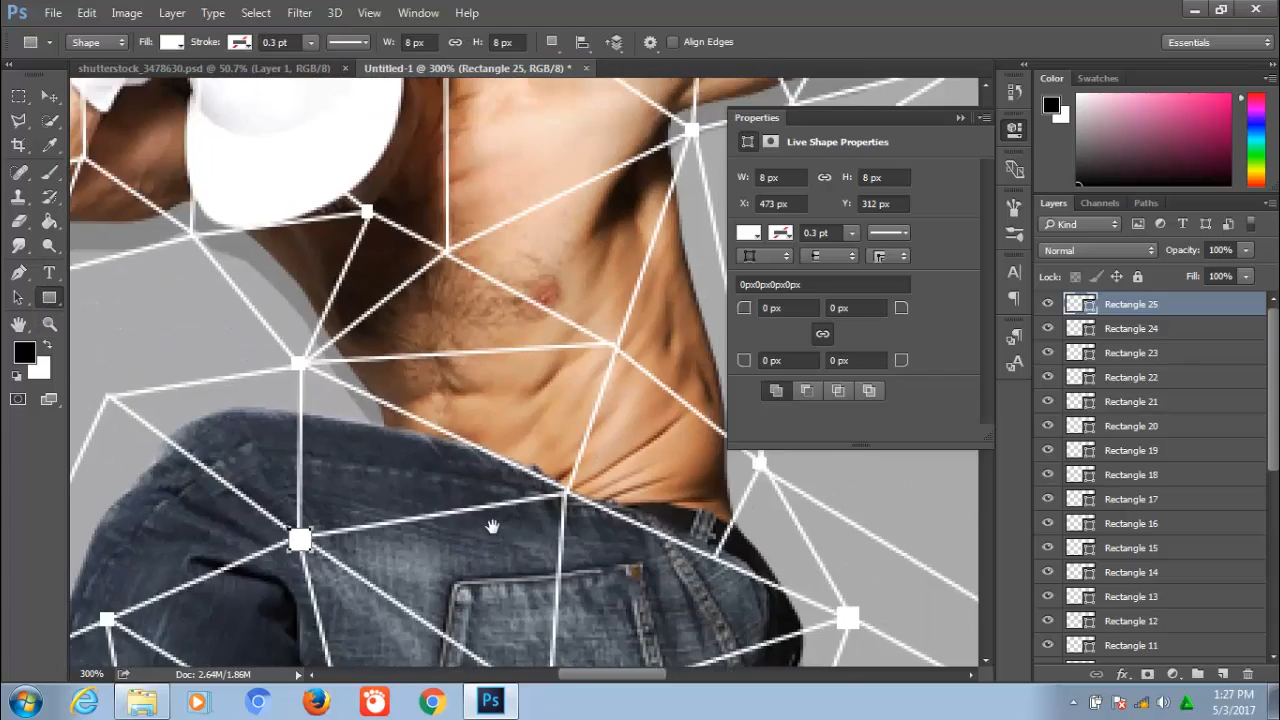 Ps File Edit Image Layer Type Select Filter 3D View Window Help
Shape Fill: Stroke: 0.3 pt W: 8 px H: 8 px Align Edges Essentials
shutterstock_3478630.psd @ 50.7% (Layer 1, RGB/8) × Untitled-1 @ 300% (Rectangle 25, RGB/8) * ×
Properties
Live Shape Properties
W: 8 px H: 8 px
X: 473 px Y: 312 px
0.3 pt
0px0px0px0px
0 px 0 px
0 px 0 px
Color Swatches
Layers Channels Paths
Kind
Normal Opacity: 100%
Lock: Fill: 100%
Rectangle 25
Rectangle 24
Rectangle 23
Rectangle 22
Rectangle 21
Rectangle 20
Rectangle 19
Rectangle 18
Rectangle 17
Rectangle 16
Rectangle 15
Rectangle 14
Rectangle 13
Rectangle 12
Rectangle 11
300% Doc: 2.64M/1.86M
fx
Ps
1:27 PM
5/3/2017